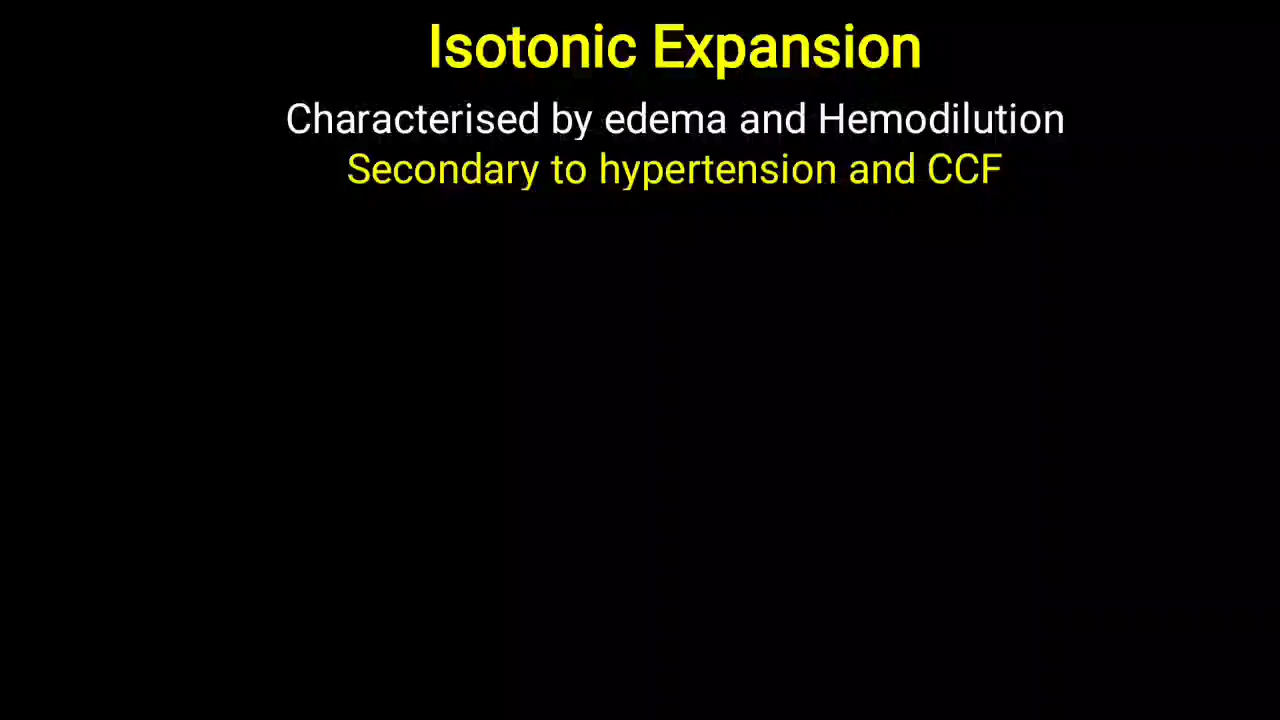 Isotonic Expansion
Characterised by edema and Hemodilution
Secondary to hypertension and CCF